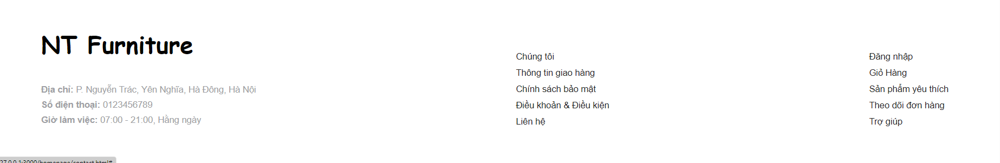 NT Furniture
Địa chỉ: P. Nguyễn Trác, Yên Nghĩa, Hà Đông, Hà Nội
Số điện thoại: 0123456789
Giờ làm việc: 07:00 - 21:00, Hằng ngày
Chúng tôi
Thông tin giao hàng
Chính sách bảo mật
Điều khoản & Điều kiện
Liên hệ
Đăng nhập
Giỏ Hàng
Sản phẩm yêu thích
Theo dõi đơn hàng
Trợ giúp
27.0.0.1:3000/homepage/contact.html#